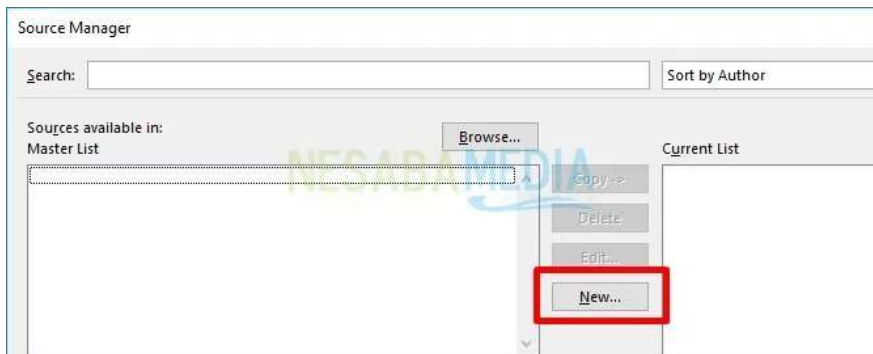 Source Manager
Search:
Sort by Author
Sources available in:
Master List
Browse...
Current List
NESABAMEDIA
Copy ->
Delete
Edit...
New...